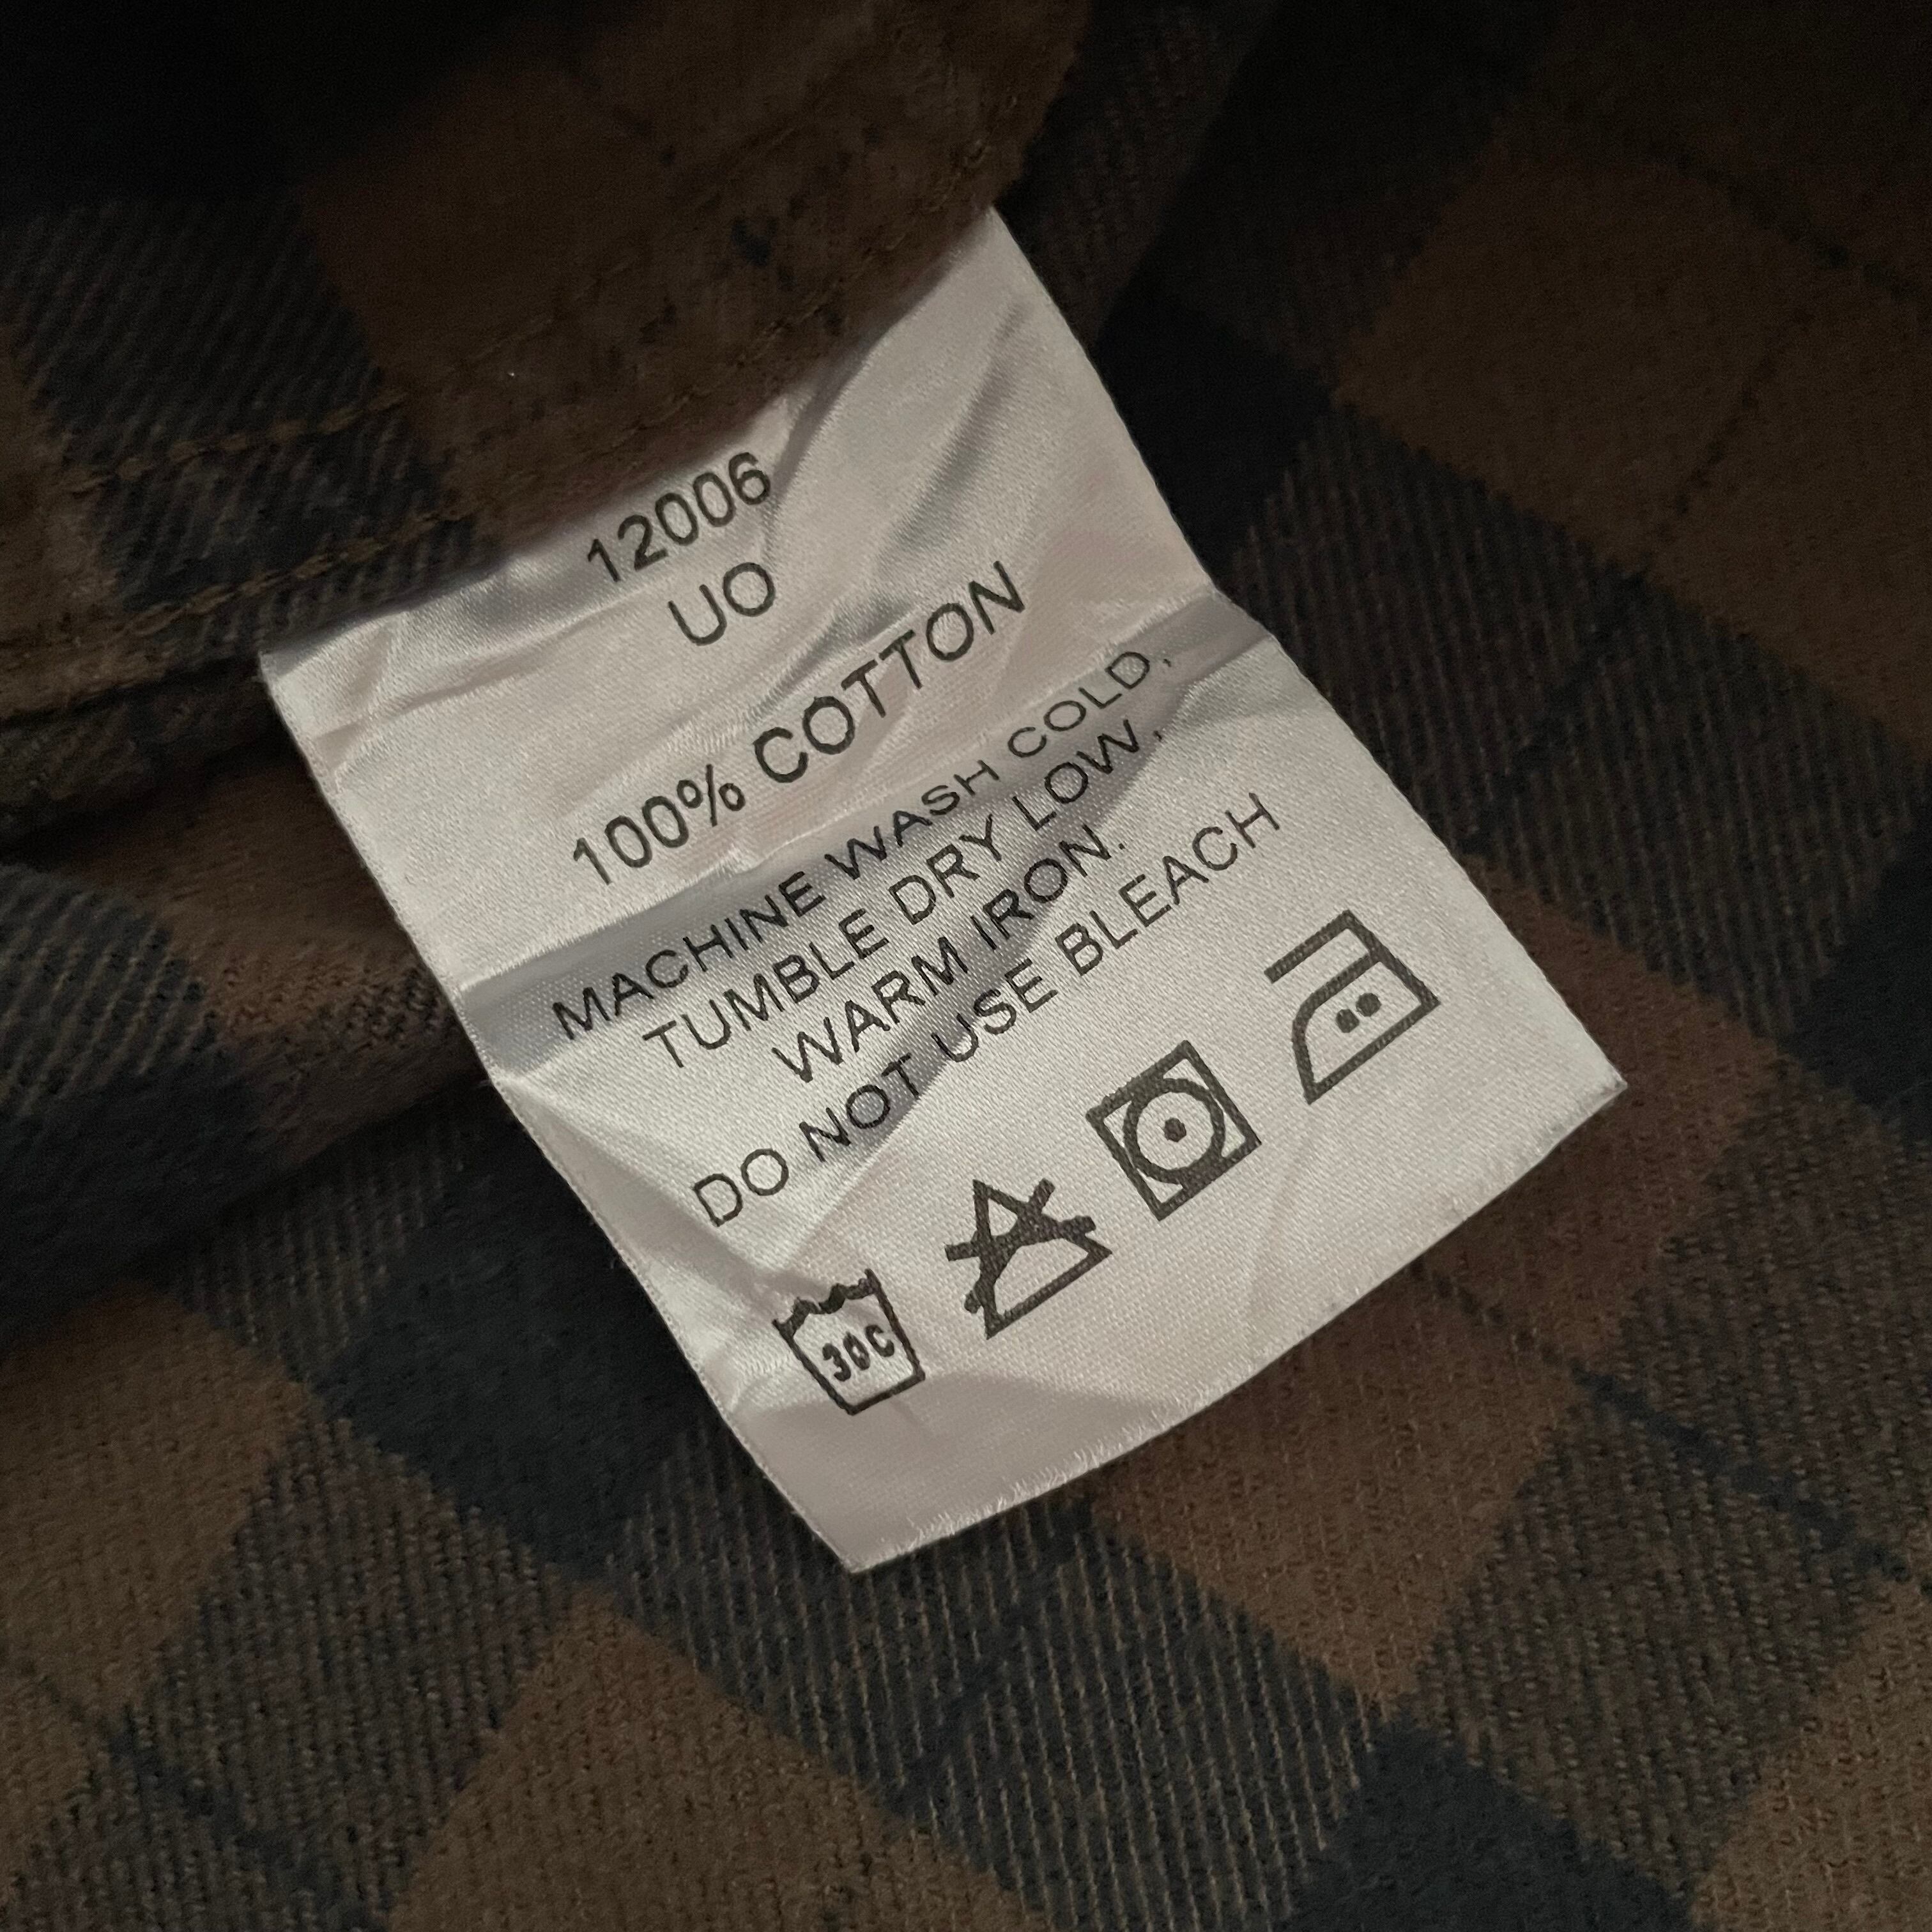 12006
UO
100% COTTON
MACHINE WASH COLD,
TUMBLE DRY LOW,
WARM IRON.
DO NOT USE BLEACH
30C